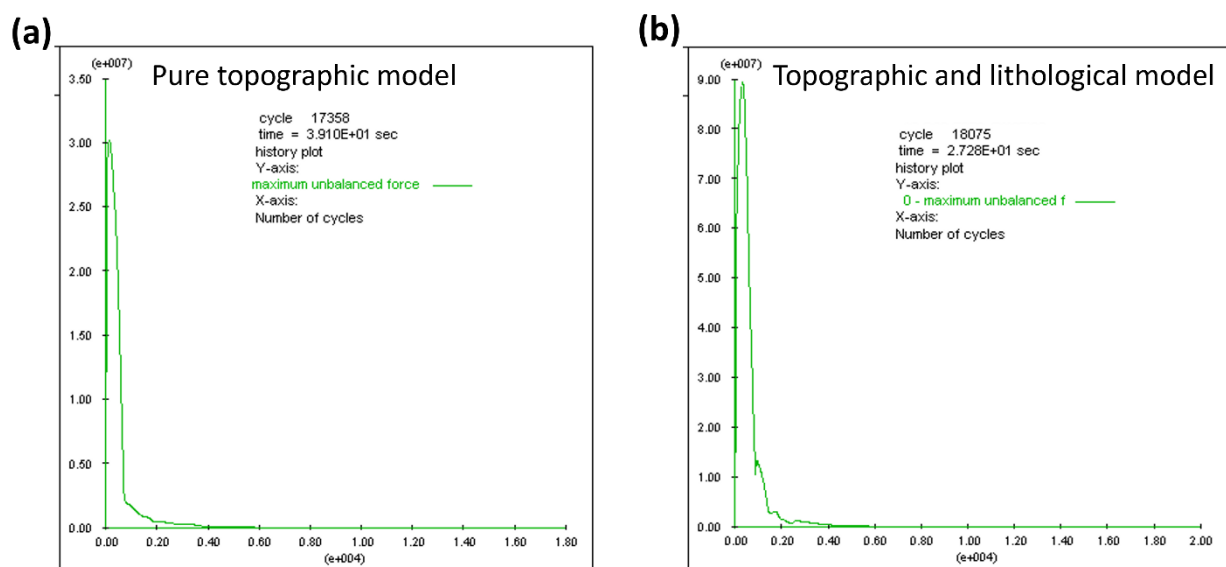 (a)
(e+007)
Pure topographic model
3.50
3.00
2.50
2.00
1.50
1.00
0.50
0.00
cycle 17358
time = 3.910E+01 sec
history plot
Y-axis:
maximum unbalanced force
X-axis:
Number of cycles
0.00 0.20 0.40 0.60 0.80 1.00 1.20 1.40 1.60 1.80
(e+004)
(b)
(e+007)
Topographic and lithological model
9.00
8.00
7.00
6.00
5.00
4.00
3.00
2.00
1.00
0.00
cycle 18075
time = 2.728E+01 sec
history plot
Y-axis:
0 - maximum unbalanced f
X-axis:
Number of cycles
0.00 0.20 0.40 0.60 0.80 1.00 1.20 1.40 1.60 1.80 2.00
(e+004)